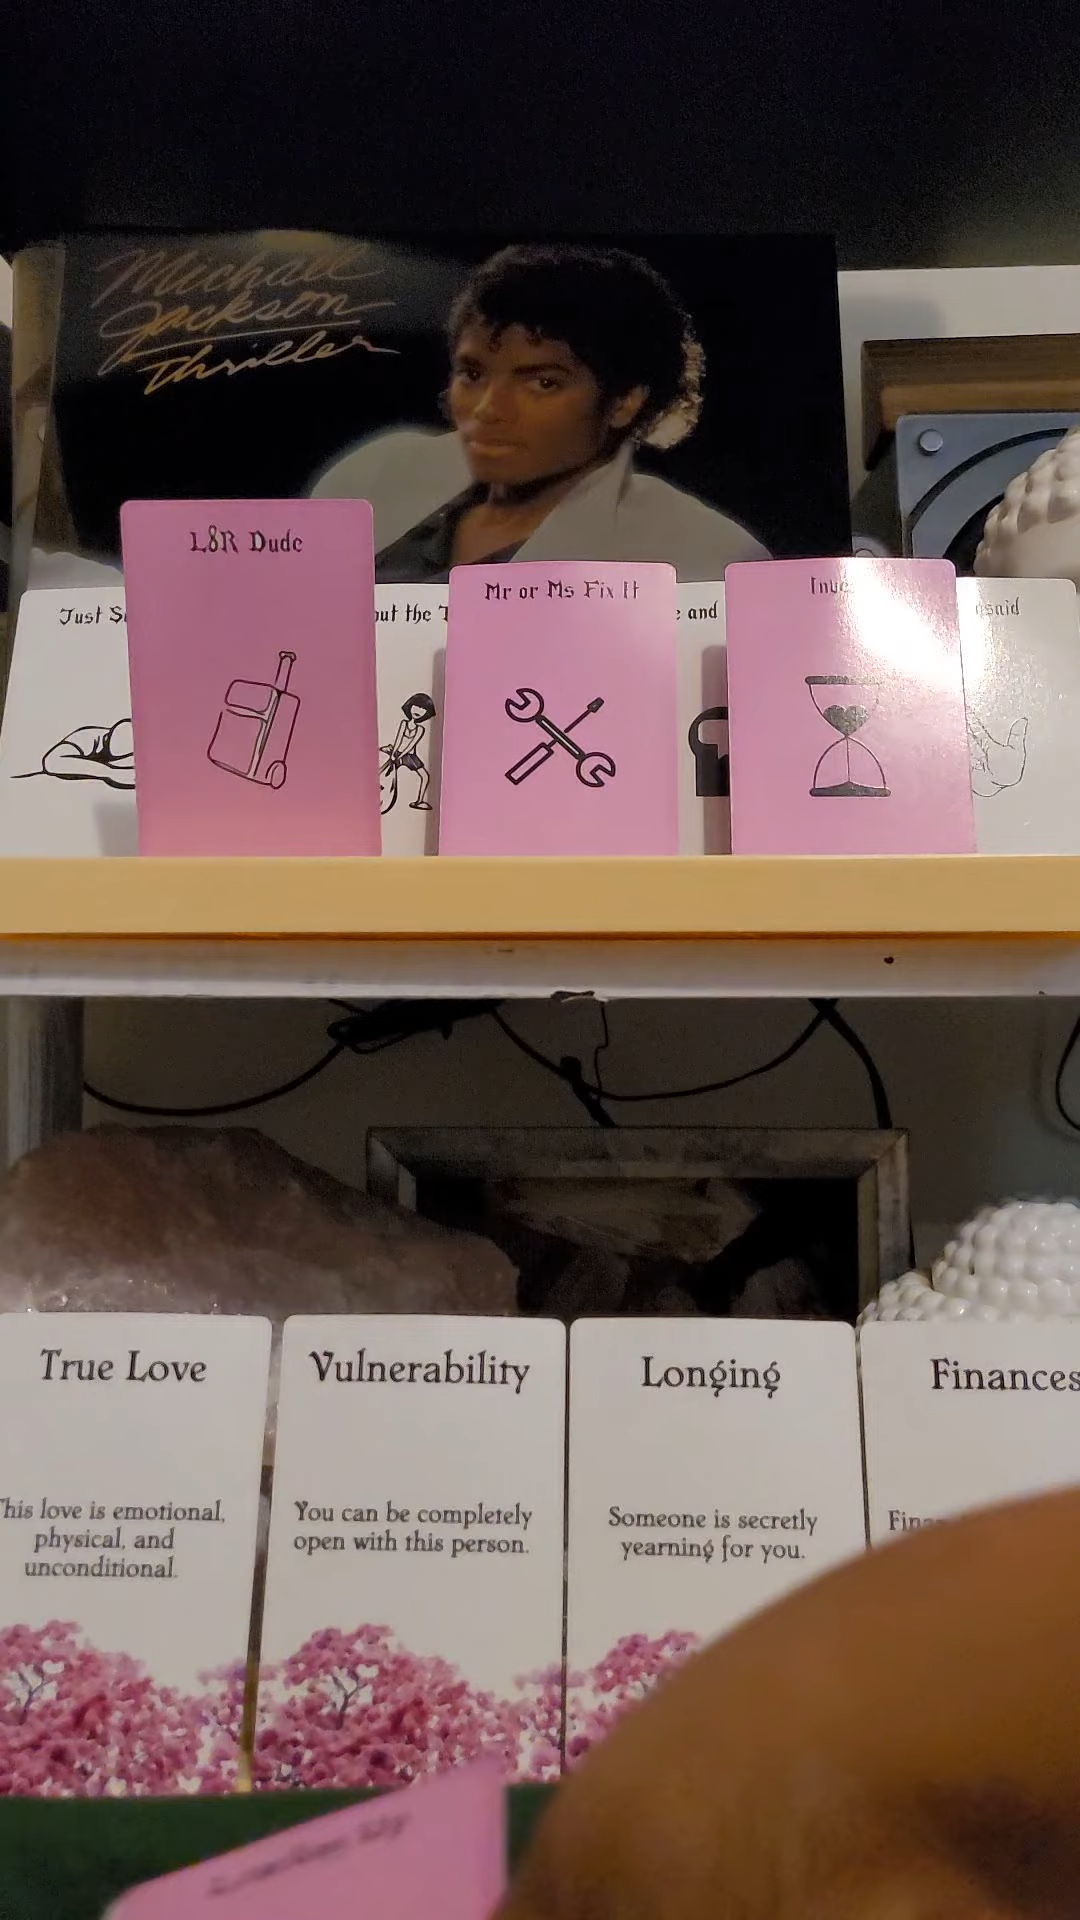 Michael
Jackson
Thriller
L8R Dude
Mr or Ms Fix It
Just
out the
and
True Love
Vulnerability
Longing
Finances
This love is emotional,
physical, and
unconditional.
You can be completely
open with this person.
Someone is secretly
yearning for you.